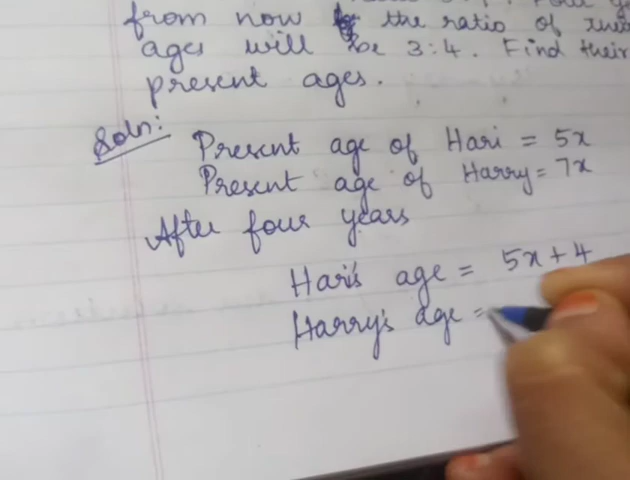 from now the ratio of their
ages will be 3:4. Find their
present ages.
Soln:
Present age of Hari = 5x
Present age of Harry = 7x
After four years
Hari's age = 5x + 4
Harry's age =